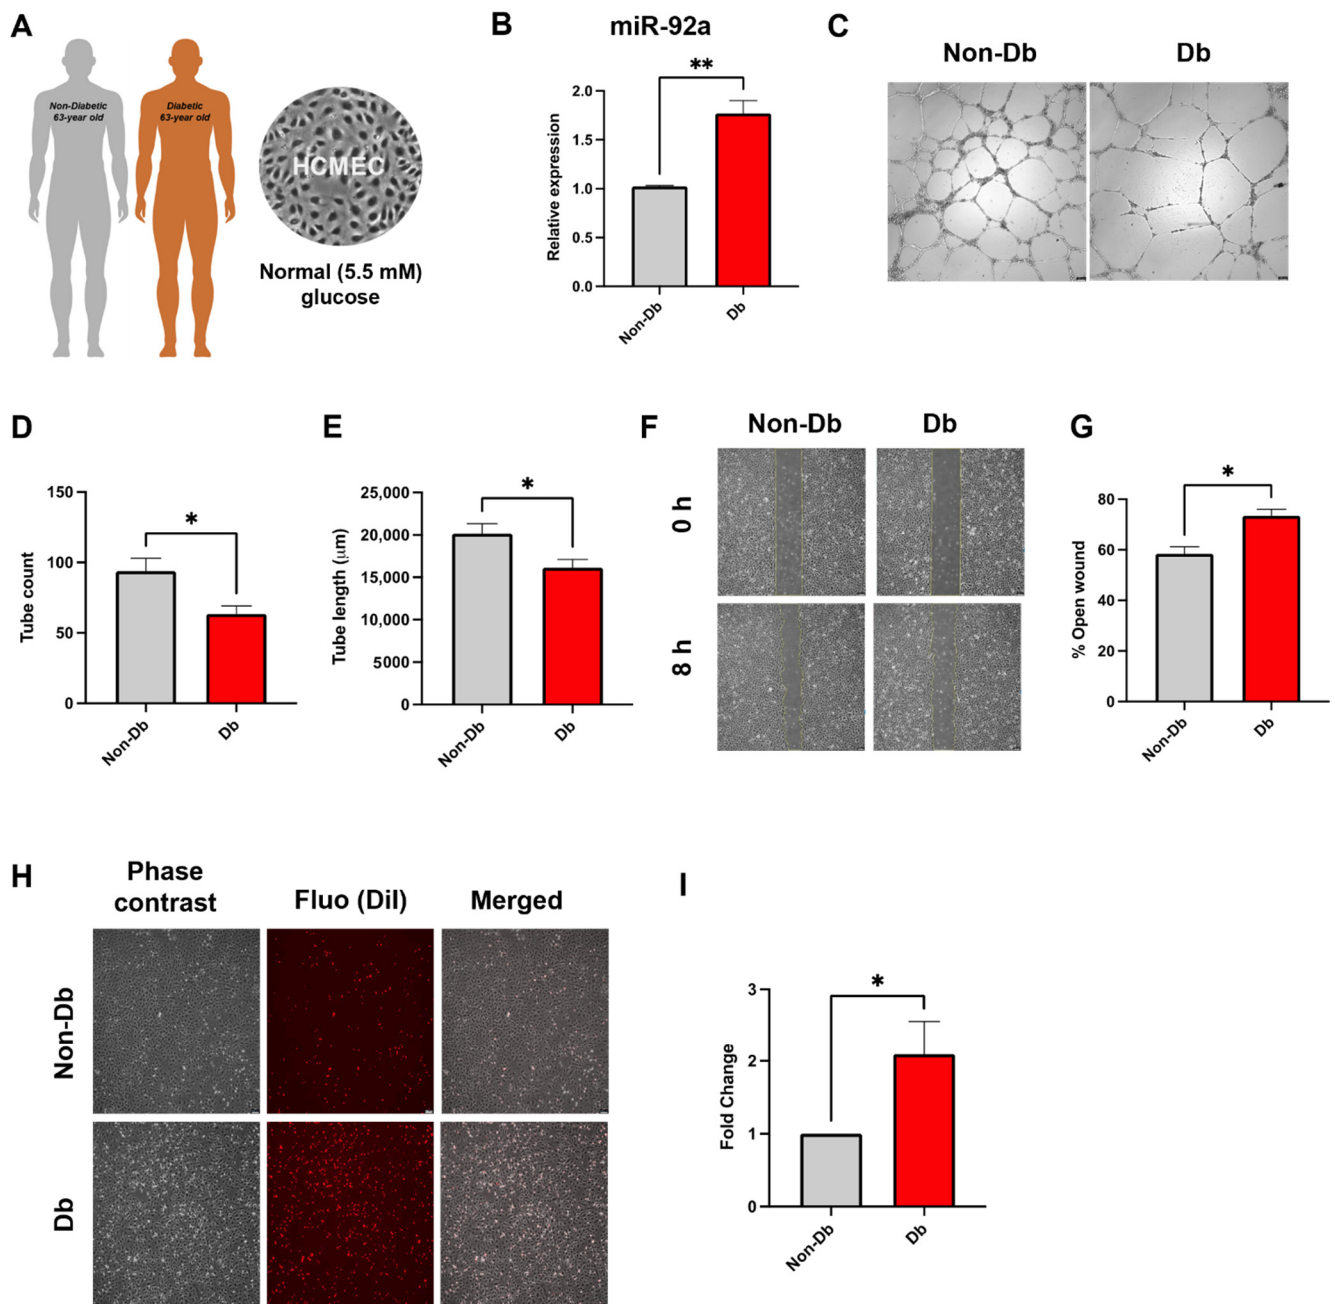 A
Non-Diabetic
63-year old
Diabetic
63-year old
HCMEC
Normal (5.5 mM)
glucose
B
miR-92a
**
Relative expression
2.0
1.5
1.0
0.5
0.0
Non-Db
Db
C
Non-Db
Db
D
Tube count
150
100
50
0
*
Non-Db
Db
E
Tube length (μm)
25,000
20,000
15,000
10,000
5000
0
*
Non-Db
Db
F
Non-Db
Db
0 h
8 h
G
% Open wound
80
60
40
20
0
*
Non-Db
Db
H
Phase
contrast
Fluo (DiI)
Merged
Non-Db
Db
I
Fold Change
3
2
1
0
*
Non-Db
Db